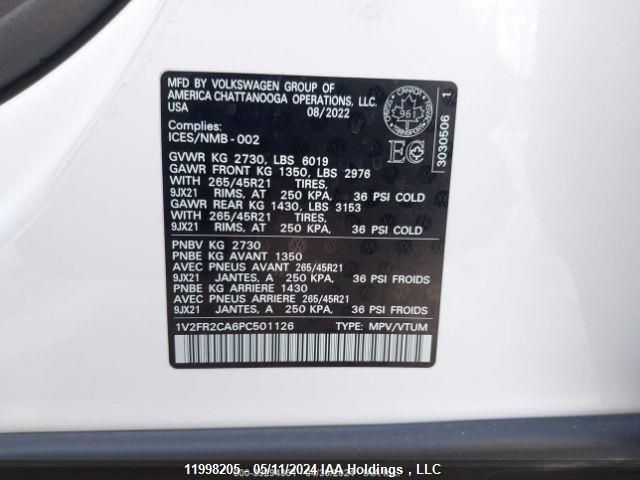 MFD BY VOLKSWAGEN GROUP OF
AMERICA CHATTANOOGA OPERATIONS, LLC.
USA 08/2022
Complies:
ICES/NMB-002
GVWR KG 2730, LBS 6019
GAWR FRONT KG 1350, LBS 2976
WITH 265/45R21 TIRES,
9JX21 RIMS, AT 250 KPA, 36 PSI COLD
GAWR REAR KG 1430, LBS 3153
WITH 265/45R21 TIRES,
9JX21 RIMS, AT 250 KPA, 36 PSI COLD
PNBV KG 2730
PNBE KG AVANT 1350
AVEC PNEUS AVANT 265/45R21
9JX21 JANTES, A 250 KPA, 36 PSI FROIDS
PNBE KG ARRIERE 1430
AVEC PNEUS ARRIERE 265/45R21
9JX21 JANTES, A 250 KPA, 36 PSI FROIDS
1V2FR2CA6PC501126 TYPE: MPV/VTUM
CANADA
961
TRANSPORT
EC
3030506 1
11998205 - 05/11/2024 IAA Holdings , LLC